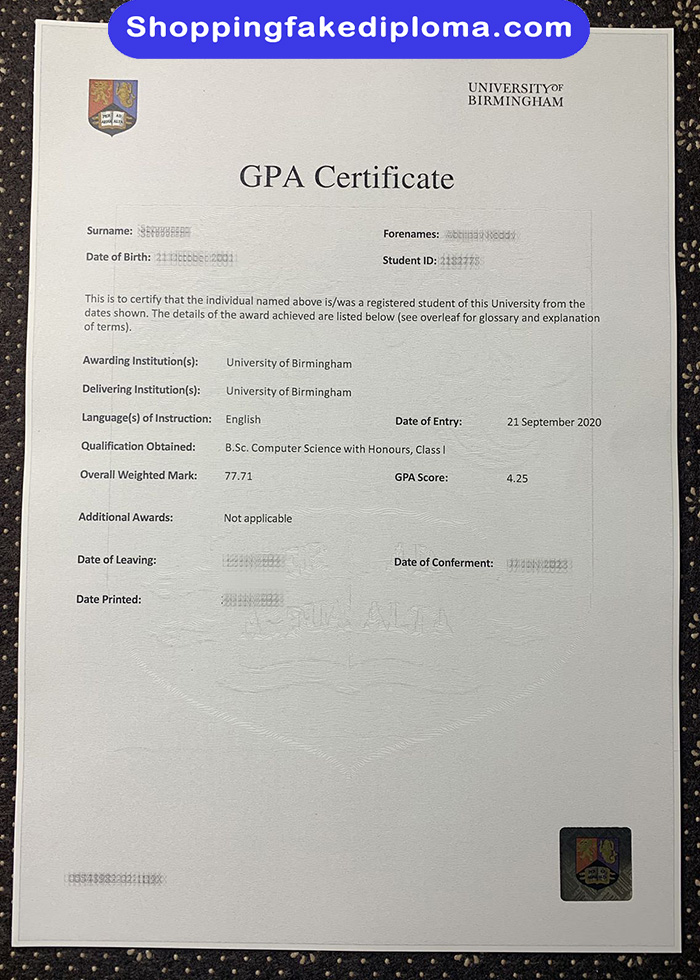 Shoppingfakediploma.com
UNIVERSITYOF
BIRMINGHAM
PER AD
ARDUA ALTA
GPA Certificate
Surname:
Forenames:
Date of Birth:
Student ID:
This is to certify that the individual named above is/was a registered student of this University from the
dates shown. The details of the award achieved are listed below (see overleaf for glossary and explanation
of terms).
Awarding Institution(s): University of Birmingham
Delivering Institution(s): University of Birmingham
Language(s) of Instruction: English Date of Entry: 21 September 2020
Qualification Obtained: B.Sc. Computer Science with Honours, Class I
Overall Weighted Mark: 77.71 GPA Score: 4.25
Additional Awards: Not applicable
Date of Leaving: Date of Conferment:
Date Printed: